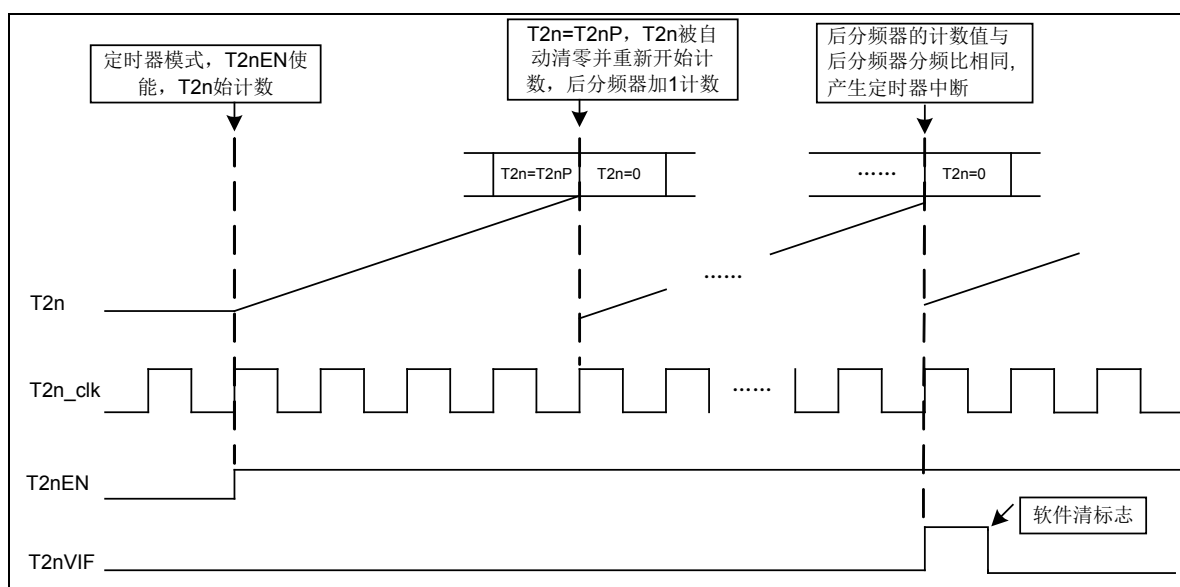 定时器模式，T2nEN使
能，T2n始计数
T2n=T2nP，T2n被自
动清零并重新开始计
数，后分频器加1计数
后分频器的计数值与
后分频器分频比相同,
产生定时器中断
T2n=T2nP
T2n=0
……
T2n=0
……
T2n
T2n_clk
……
T2nEN
软件清标志
T2nVIF